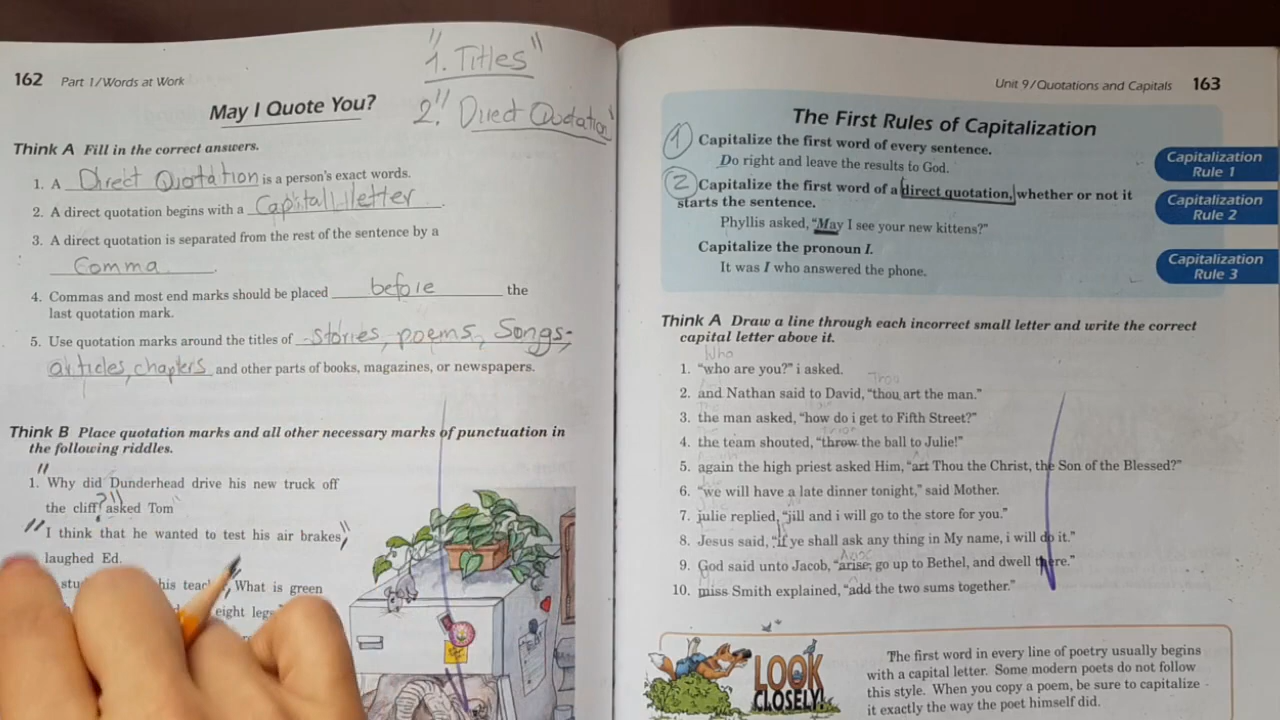 162 Part 1/Words at Work
"1. Titles"
2." Direct Quotation"
May I Quote You?
Think A Fill in the correct answers.
1. A Direct Quotation is a person's exact words.
2. A direct quotation begins with a Capital letter.
3. A direct quotation is separated from the rest of the sentence by a
Comma.
4. Commas and most end marks should be placed before the
last quotation mark.
5. Use quotation marks around the titles of stories, poems, Songs,
articles, chapters and other parts of books, magazines, or newspapers.
Think B Place quotation marks and all other necessary marks of punctuation in
the following riddles.
1. "Why did Dunderhead drive his new truck off
the cliff?" asked Tom
"I think that he wanted to test his air brakes,"
laughed Ed.
his What is green
eight legs
Unit 9/Quotations and Capitals 163
The First Rules of Capitalization
1 Capitalize the first word of every sentence.
Do right and leave the results to God.
2 Capitalize the first word of a direct quotation, whether or not it
starts the sentence.
Phyllis asked, "May I see your new kittens?"
Capitalize the pronoun I.
It was I who answered the phone.
Capitalization
Rule 1
Capitalization
Rule 2
Capitalization
Rule 3
Think A Draw a line through each incorrect small letter and write the correct
capital letter above it.
Who
1. "who are you?" i asked.
Thou
2. and Nathan said to David, "thou art the man."
3. the man asked, "how do i get to Fifth Street?"
4. the team shouted, "throw the ball to Julie!"
5. again the high priest asked Him, "art Thou the Christ, the Son of the Blessed?"
6. "we will have a late dinner tonight," said Mother.
7. julie replied, "jill and i will go to the store for you."
8. Jesus said, "if ye shall ask any thing in My name, i will do it."
9. God said unto Jacob, "arise, go up to Bethel, and dwell there."
10. miss Smith explained, "add the two sums together."
LOOK
CLOSELY!
The first word in every line of poetry usually begins
with a capital letter. Some modern poets do not follow
this style. When you copy a poem, be sure to capitalize
it exactly the way the poet himself did.